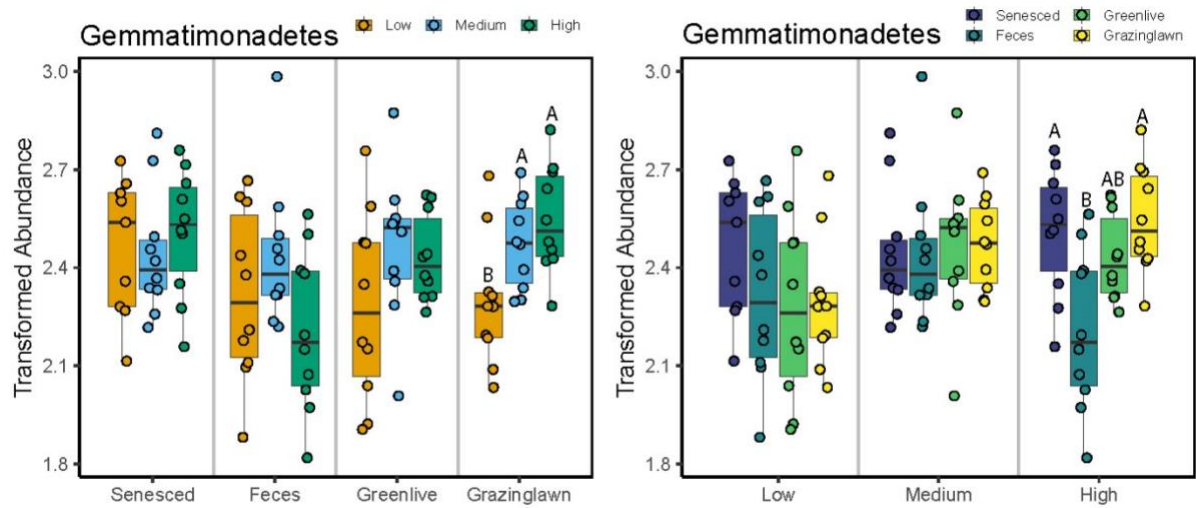 Gemmatimonadetes Low Medium High
Transformed Abundance
3.0
2.7
2.4
2.1
1.8
B
A
A
Senesced Feces Greenlive Grazinglawn
Gemmatimonadetes
Senesced Greenlive
Feces Grazinglawn
Transformed Abundance
3.0
2.7
2.4
2.1
1.8
A
B
AB
A
Low Medium High